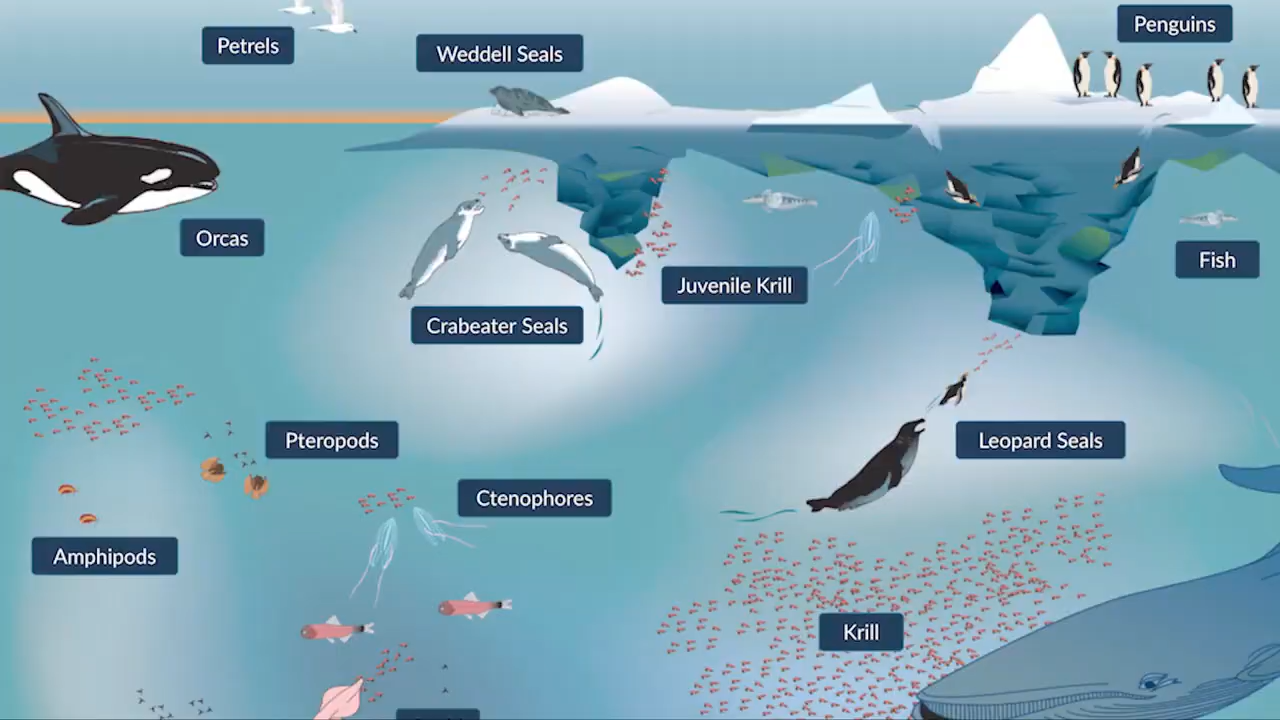 Penguins
Petrels
Weddell Seals
Orcas
Fish
Juvenile Krill
Crabeater Seals
Pteropods
Leopard Seals
Ctenophores
Amphipods
Krill